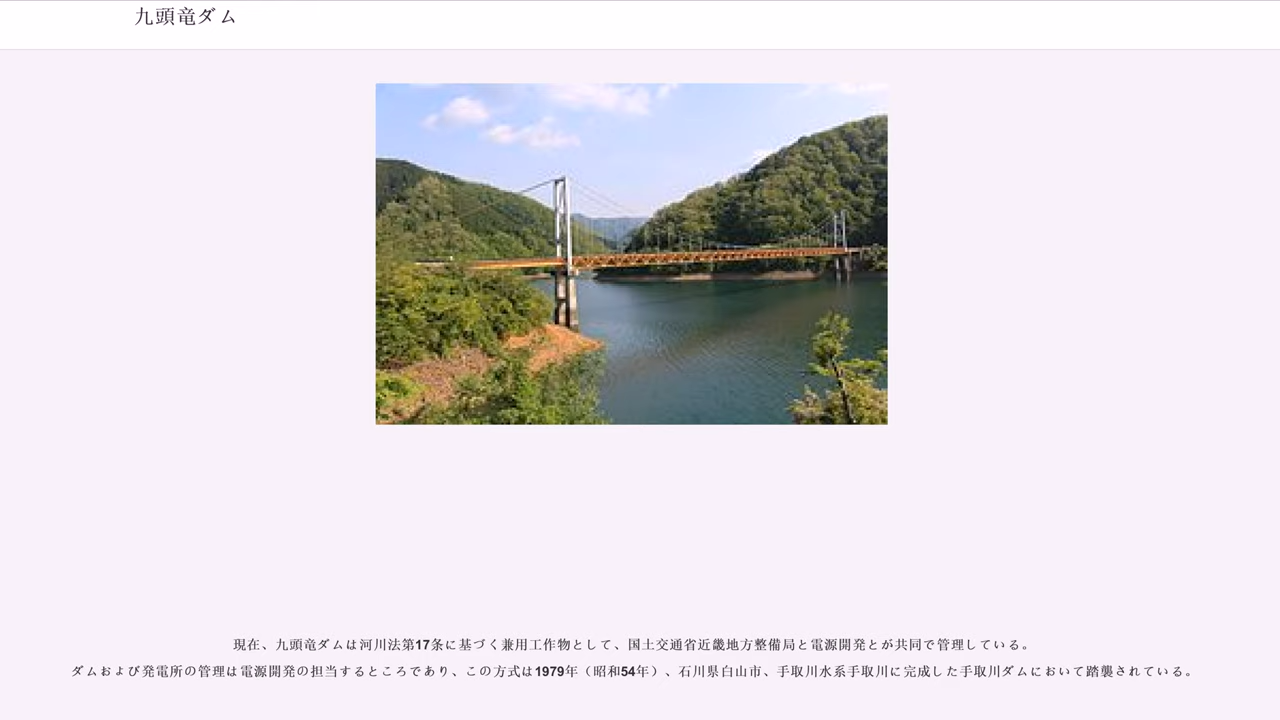 九頭竜ダム
現在、九頭竜ダムは河川法第17条に基づく兼用工作物として、国土交通省近畿地方整備局と電源開発とが共同で管理している。
ダムおよび発電所の管理は電源開発の担当するところであり、この方式は1979年（昭和54年）、石川県白山市、手取川水系手取川に完成した手取川ダムにおいて踏襲されている。